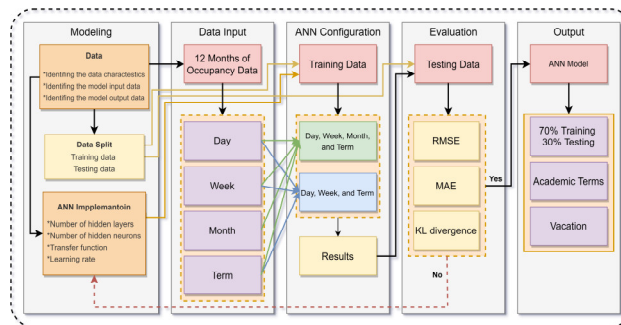 Modeling
Data
*Identifing the data charactestics
*Identifing the model input data
*Identifing the model output data
Data Split
Training data
Testing data
ANN Impplemantoin
*Number of hidden layers
*Number of hidden neurons
*Transfer function
*Learning rate
Data Input
12 Months of
Occupancy Data
Day
Week
Month
Term
ANN Configuration
Training Data
Day, Week, Month,
and Term
Day, Week, and Term
Results
Evaluation
Testing Data
RMSE
MAE
KL divergence
Yes
No
Output
ANN Model
70% Training
30% Testing
Academic Terms
Vacation